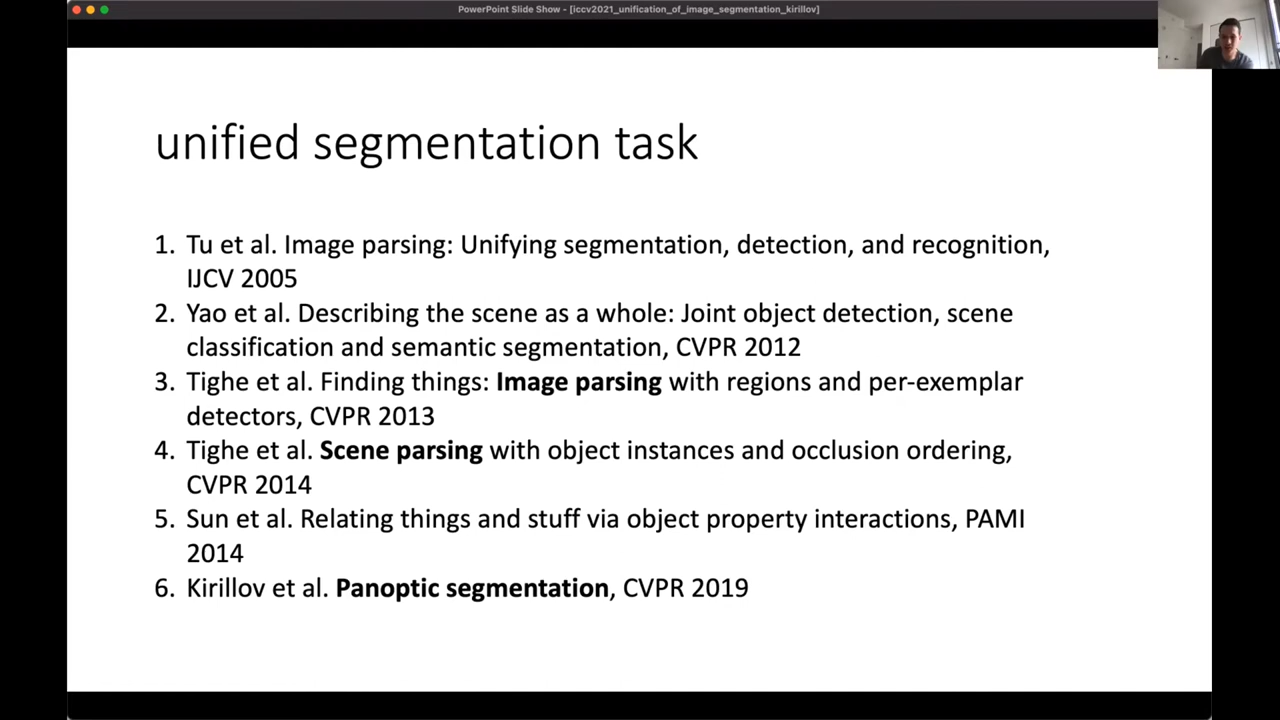 PowerPoint Slide Show - [iccv2021_unification_of_image_segmentation_kirillov]
unified segmentation task
1. Tu et al. Image parsing: Unifying segmentation, detection, and recognition,
IJCV 2005
2. Yao et al. Describing the scene as a whole: Joint object detection, scene
classification and semantic segmentation, CVPR 2012
3. Tighe et al. Finding things: Image parsing with regions and per-exemplar
detectors, CVPR 2013
4. Tighe et al. Scene parsing with object instances and occlusion ordering,
CVPR 2014
5. Sun et al. Relating things and stuff via object property interactions, PAMI
2014
6. Kirillov et al. Panoptic segmentation, CVPR 2019